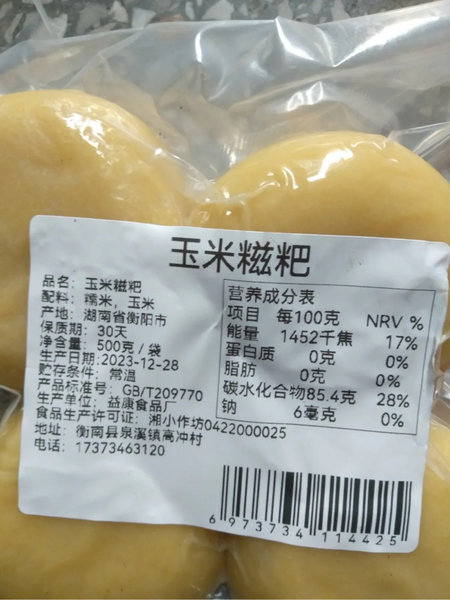 玉米糍粑
品名：玉米糍粑
配料：糯米，玉米
产地：湖南省衡阳市
保质期：30天
净含量：500克／袋
生产日期:2023-12-28
贮存条件：常温
产品标准号：GB/T209770
生产单位：益康食品厂
食品生产许可证：湘小作坊0422000025
地址：衡南县泉溪镇高冲村
电话：17373463120
营养成分表
项目 每100克 NRV %
能量 1452千焦 17%
蛋白质 0克 0%
脂肪 0克 0%
碳水化合物85.4克 28%
钠 6毫克 0%
6 973734 114425